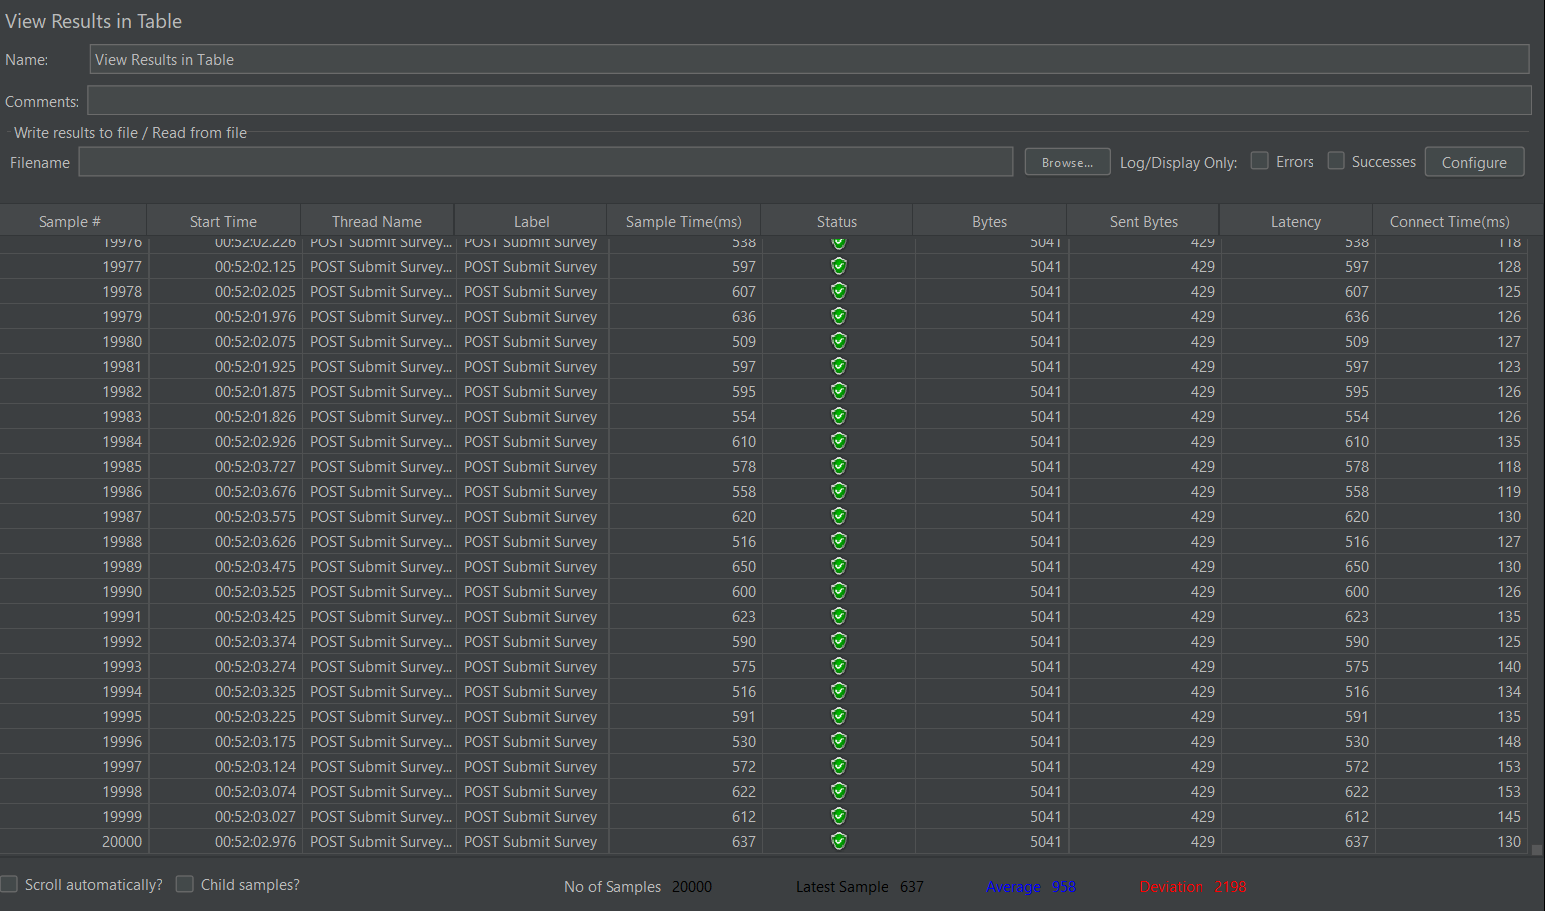 View Results in Table
Name: View Results in Table
Comments:
Write results to file / Read from file
Filename Browse... Log/Display Only: Errors Successes Configure
Sample # Start Time Thread Name Label Sample Time(ms) Status Bytes Sent Bytes Latency Connect Time(ms)
19976 00:52:02.226 POST Submit Survey... POST Submit Survey 538 5041 429 538 118
19977 00:52:02.125 POST Submit Survey... POST Submit Survey 597 5041 429 597 128
19978 00:52:02.025 POST Submit Survey... POST Submit Survey 607 5041 429 607 125
19979 00:52:01.976 POST Submit Survey... POST Submit Survey 636 5041 429 636 126
19980 00:52:02.075 POST Submit Survey... POST Submit Survey 509 5041 429 509 127
19981 00:52:01.925 POST Submit Survey... POST Submit Survey 597 5041 429 597 123
19982 00:52:01.875 POST Submit Survey... POST Submit Survey 595 5041 429 595 126
19983 00:52:01.826 POST Submit Survey... POST Submit Survey 554 5041 429 554 126
19984 00:52:02.926 POST Submit Survey... POST Submit Survey 610 5041 429 610 135
19985 00:52:03.727 POST Submit Survey... POST Submit Survey 578 5041 429 578 118
19986 00:52:03.676 POST Submit Survey... POST Submit Survey 558 5041 429 558 119
19987 00:52:03.575 POST Submit Survey... POST Submit Survey 620 5041 429 620 130
19988 00:52:03.626 POST Submit Survey... POST Submit Survey 516 5041 429 516 127
19989 00:52:03.475 POST Submit Survey... POST Submit Survey 650 5041 429 650 130
19990 00:52:03.525 POST Submit Survey... POST Submit Survey 600 5041 429 600 126
19991 00:52:03.425 POST Submit Survey... POST Submit Survey 623 5041 429 623 135
19992 00:52:03.374 POST Submit Survey... POST Submit Survey 590 5041 429 590 125
19993 00:52:03.274 POST Submit Survey... POST Submit Survey 575 5041 429 575 140
19994 00:52:03.325 POST Submit Survey... POST Submit Survey 516 5041 429 516 134
19995 00:52:03.225 POST Submit Survey... POST Submit Survey 591 5041 429 591 135
19996 00:52:03.175 POST Submit Survey... POST Submit Survey 530 5041 429 530 148
19997 00:52:03.124 POST Submit Survey... POST Submit Survey 572 5041 429 572 153
19998 00:52:03.074 POST Submit Survey... POST Submit Survey 622 5041 429 622 153
19999 00:52:03.027 POST Submit Survey... POST Submit Survey 612 5041 429 612 145
20000 00:52:02.976 POST Submit Survey... POST Submit Survey 637 5041 429 637 130
Scroll automatically? Child samples? No of Samples 20000 Latest Sample 637 Average 958 Deviation 2198